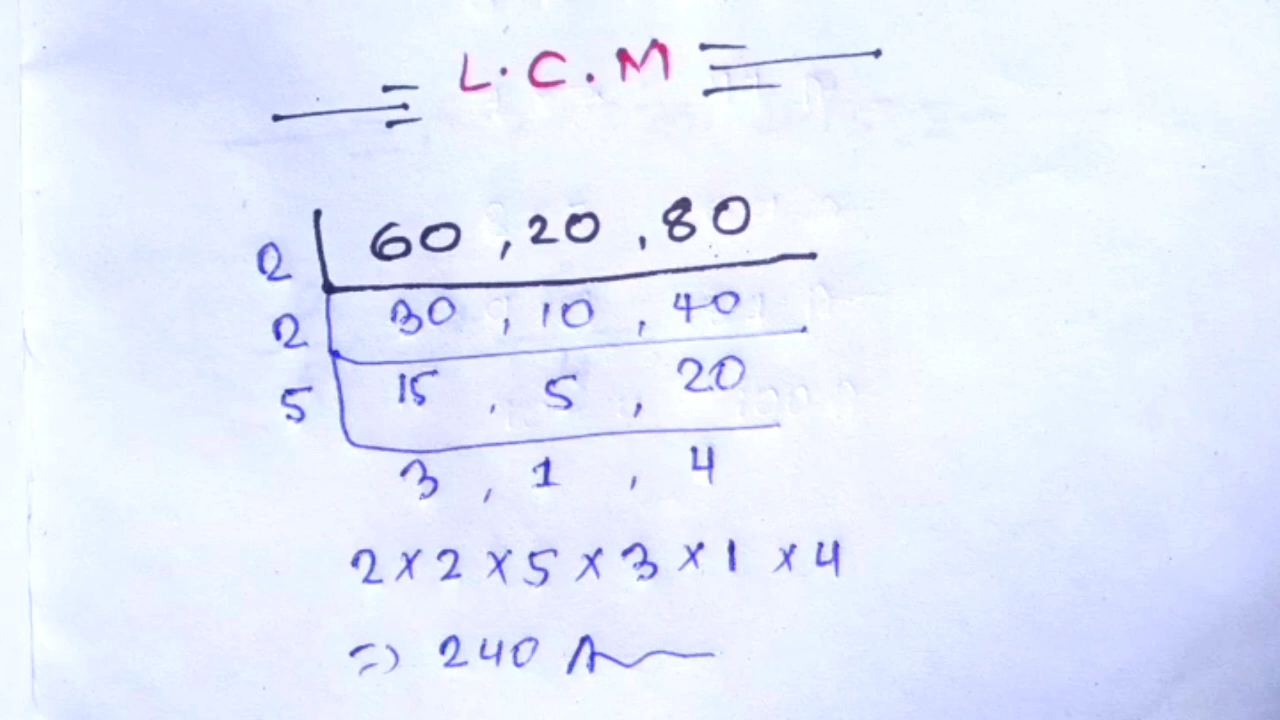 L.C.M
2 60 , 20 , 80
2 30 , 10 , 40
5 15 , 5 , 20
3 , 1 , 4
2 x 2 x 5 x 3 x 1 x 4
=> 240